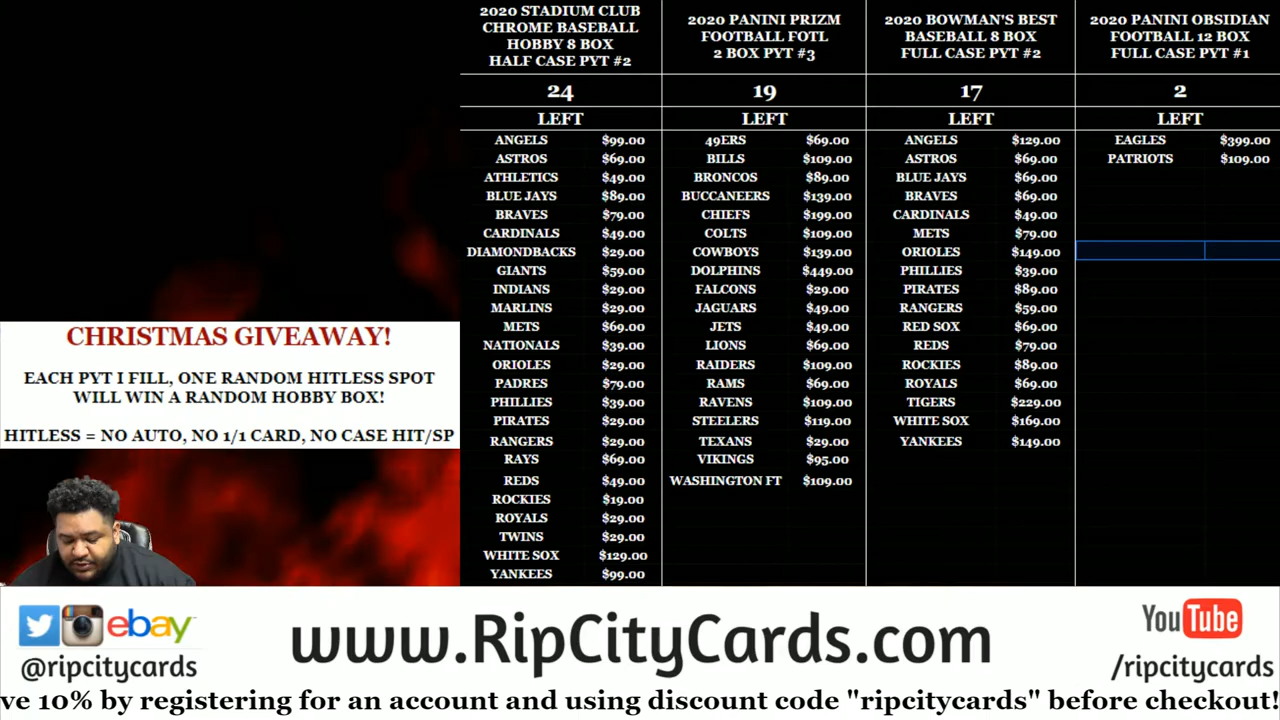 2020 STADIUM CLUB
CHROME BASEBALL
HOBBY 8 BOX
HALF CASE PYT #2
24
LEFT
ANGELS $99.00
ASTROS $69.00
ATHLETICS $49.00
BLUE JAYS $89.00
BRAVES $79.00
CARDINALS $49.00
DIAMONDBACKS $29.00
GIANTS $59.00
INDIANS $29.00
MARLINS $29.00
METS $69.00
NATIONALS $39.00
ORIOLES $29.00
PADRES $79.00
PHILLIES $39.00
PIRATES $29.00
RANGERS $29.00
RAYS $69.00
REDS $49.00
ROCKIES $19.00
ROYALS $29.00
TWINS $29.00
WHITE SOX $129.00
YANKEES $99.00
2020 PANINI PRIZM
FOOTBALL FOTL
2 BOX PYT #3
19
LEFT
49ERS $69.00
BILLS $109.00
BRONCOS $89.00
BUCCANEERS $139.00
CHIEFS $199.00
COLTS $109.00
COWBOYS $139.00
DOLPHINS $449.00
FALCONS $29.00
JAGUARS $49.00
JETS $49.00
LIONS $69.00
RAIDERS $109.00
RAMS $69.00
RAVENS $109.00
STEELERS $119.00
TEXANS $29.00
VIKINGS $95.00
WASHINGTON FT $109.00
2020 BOWMAN'S BEST
BASEBALL 8 BOX
FULL CASE PYT #2
17
LEFT
ANGELS $129.00
ASTROS $69.00
BLUE JAYS $69.00
BRAVES $69.00
CARDINALS $49.00
METS $79.00
ORIOLES $149.00
PHILLIES $39.00
PIRATES $89.00
RANGERS $59.00
RED SOX $69.00
REDS $79.00
ROCKIES $89.00
ROYALS $69.00
TIGERS $229.00
WHITE SOX $169.00
YANKEES $149.00
2020 PANINI OBSIDIAN
FOOTBALL 12 BOX
FULL CASE PYT #1
2
LEFT
EAGLES $399.00
PATRIOTS $109.00
CHRISTMAS GIVEAWAY!
EACH PYT I FILL, ONE RANDOM HITLESS SPOT
WILL WIN A RANDOM HOBBY BOX!
HITLESS = NO AUTO, NO 1/1 CARD, NO CASE HIT/SP
ebay
@ripcitycards
www.RipCityCards.com
YouTube
/ripcitycards
ve 10% by registering for an account and using discount code "ripcitycards" before checkout!